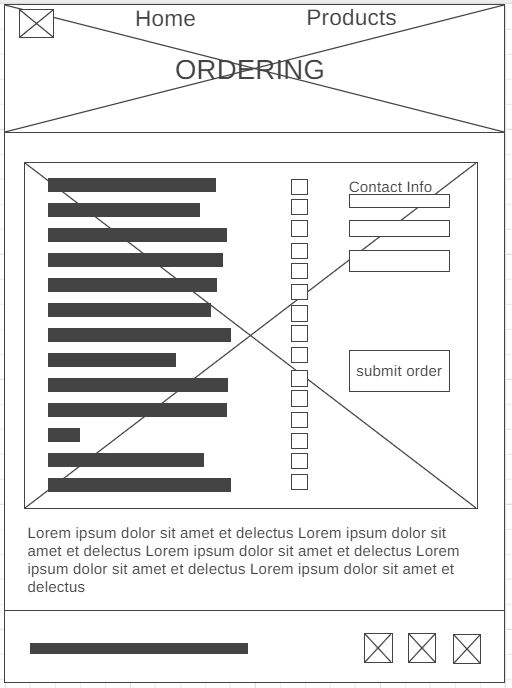 Home
Products
ORDERING
Contact Info
submit order
Lorem ipsum dolor sit amet et delectus Lorem ipsum dolor sit
amet et delectus Lorem ipsum dolor sit amet et delectus Lorem
ipsum dolor sit amet et delectus Lorem ipsum dolor sit amet et
delectus